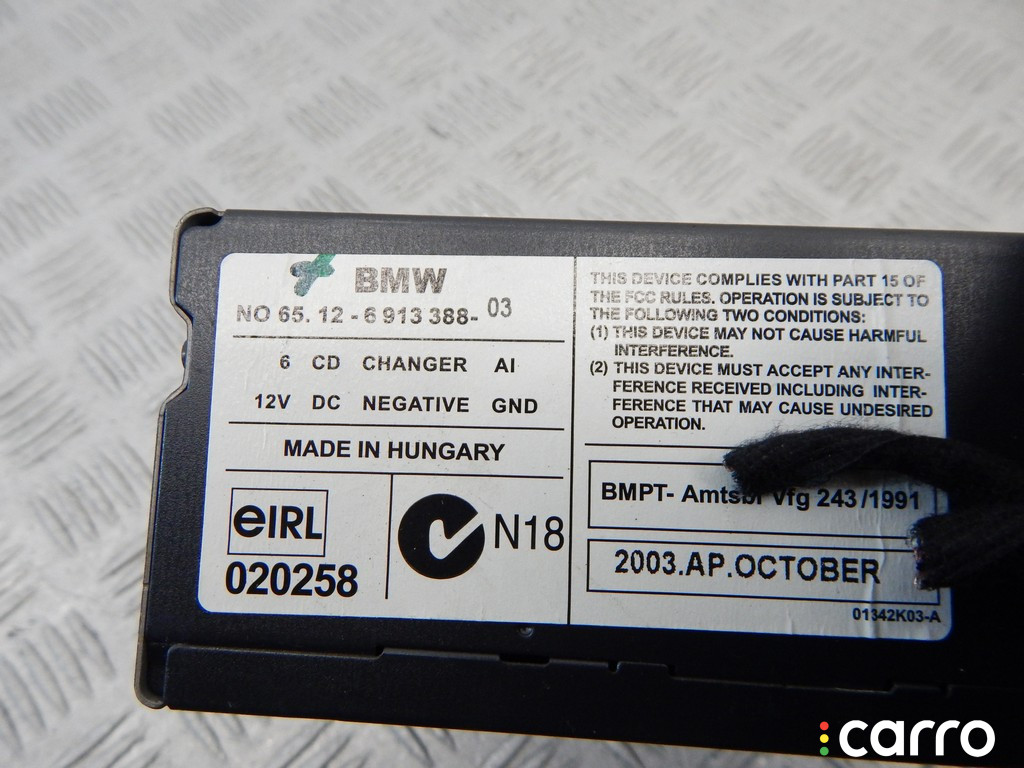 BMW
NO 65.12-6 913 388- 03
6 CD CHANGER AI
12V DC NEGATIVE GND
MADE IN HUNGARY
eIRL
020258
N18
THIS DEVICE COMPLIES WITH PART 15 OF
THE FCC RULES. OPERATION IS SUBJECT TO
THE FOLLOWING TWO CONDITIONS:
(1) THIS DEVICE MAY NOT CAUSE HARMFUL
INTERFERENCE.
(2) THIS DEVICE MUST ACCEPT ANY INTER-
FERENCE RECEIVED INCLUDING INTER-
FERENCE THAT MAY CAUSE UNDESIRED
OPERATION.
BMPT- Amtsbl Vfg 243/1991
2003.AP.OCTOBER
01342K03-A
carro